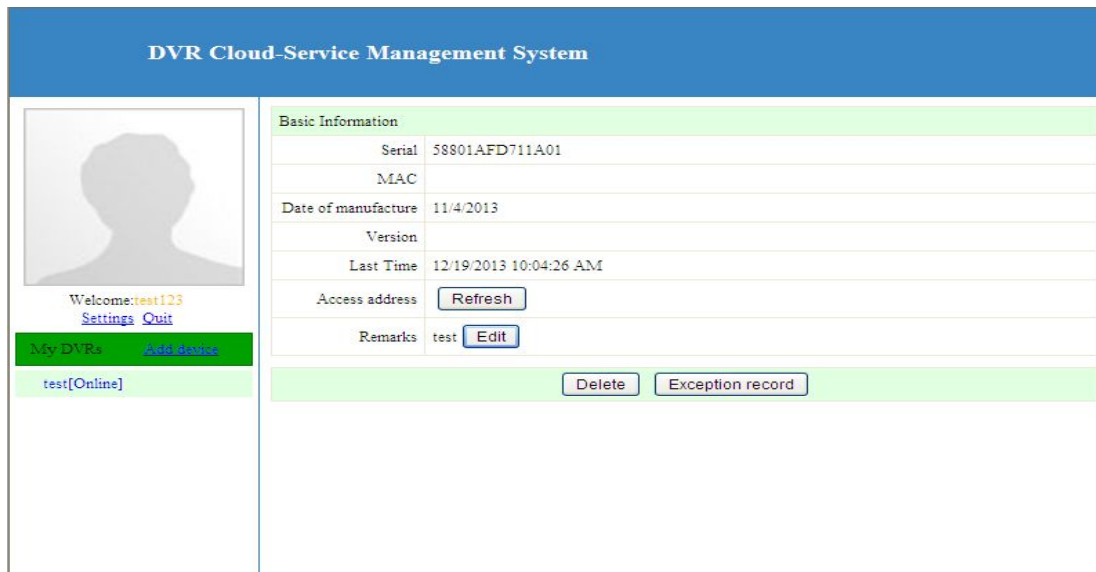 DVR Cloud-Service Management System
Welcome:test123
Settings Quit
My DVRs Add device
test[Online]
Basic Information
Serial 58801AFD711A01
MAC
Date of manufacture 11/4/2013
Version
Last Time 12/19/2013 10:04:26 AM
Access address Refresh
Remarks test Edit
Delete Exception record